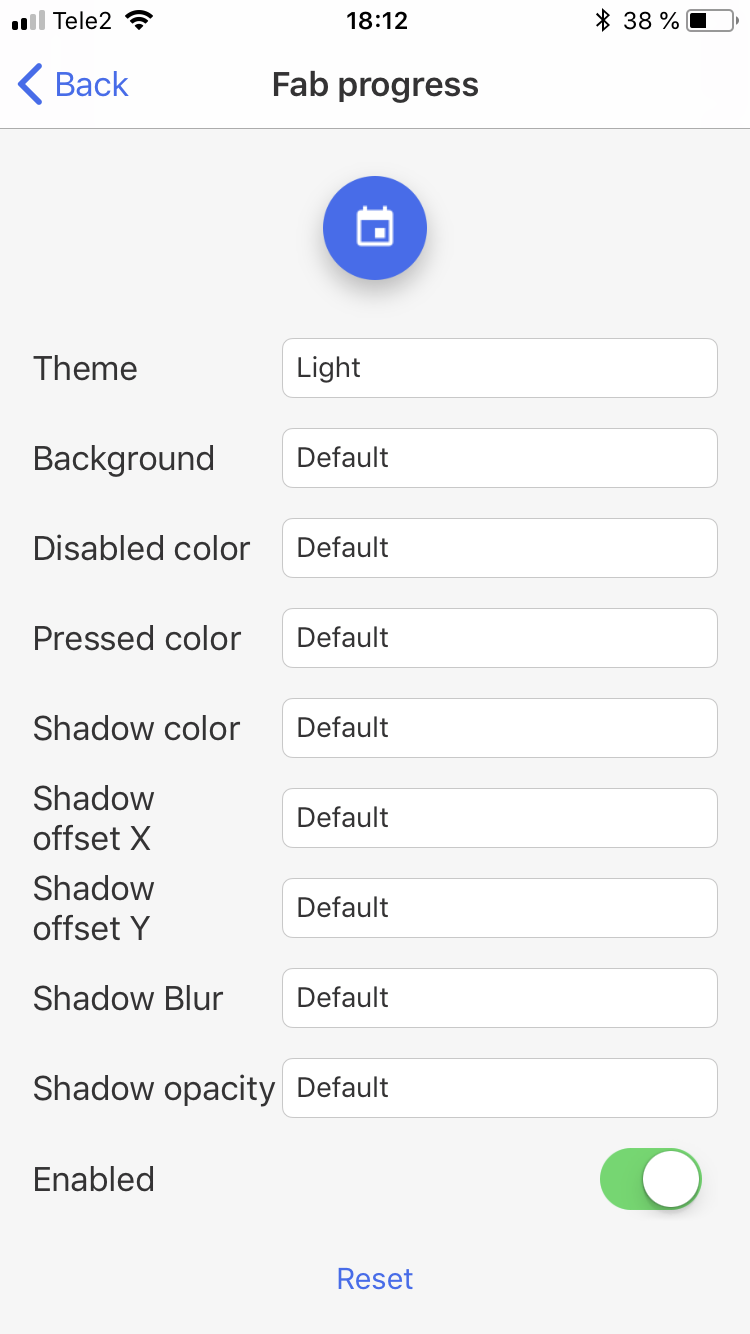 Tele2 18:12 38 %
Back Fab progress
Theme Light
Background Default
Disabled color Default
Pressed color Default
Shadow color Default
Shadow
offset X Default
Shadow
offset Y Default
Shadow Blur Default
Shadow opacity Default
Enabled
Reset